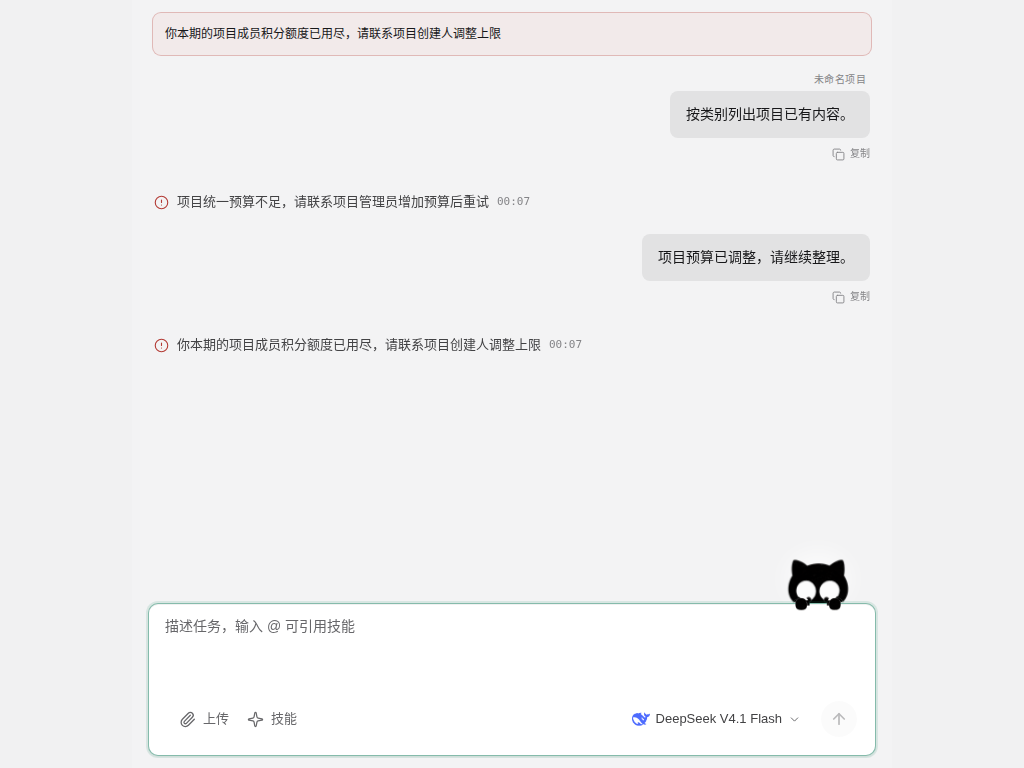 你本期的项目成员积分额度已用尽，请联系项目创建人调整上限
未命名项目
按类别列出项目已有内容。
复制
项目统一预算不足，请联系项目管理员增加预算后重试 00:07
项目预算已调整，请继续整理。
复制
你本期的项目成员积分额度已用尽，请联系项目创建人调整上限 00:07
描述任务，输入 @ 可引用技能
上传 技能 DeepSeek V4.1 Flash